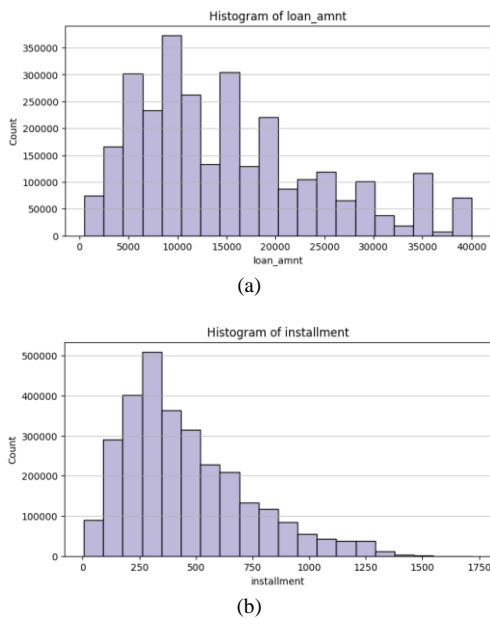 Histogram of loan_amnt
350000
300000
250000
200000
150000
100000
50000
0
Count
0 5000 10000 15000 20000 25000 30000 35000 40000
loan_amnt
(a)
Histogram of installment
500000
400000
300000
200000
100000
0
Count
0 250 500 750 1000 1250 1500 1750
installment
(b)